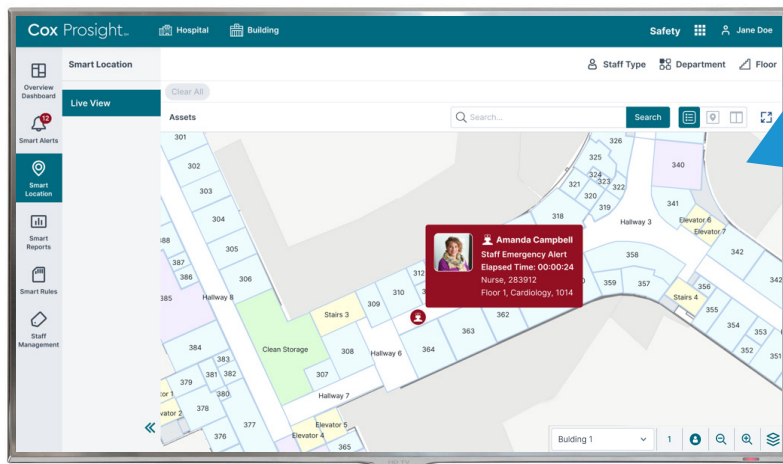 Cox Prosight™
Hospital
Building
Safety
Jane Doe
Overview
Dashboard
12
Smart Alerts
Smart
Location
Smart
Reports
Smart Rules
Staff
Management
Smart Location
Live View
Staff Type
Department
Floor
Clear All
Assets
Search...
Search
301
302
303
304
305
306
387
386
385
Hallway 8
384
383
381
382
379
380
378
377
376
Clean Storage
Stairs 3
307
308
309
310
312
Hallway 6
Hallway 7
Elevator 5
Elevator 4
365
364
363
362
Amanda Campbell
Staff Emergency Alert
Elapsed Time: 00:00:24
Nurse, 283912
Floor 1, Cardiology, 1014
318
319
320
321
322
323
324
325
326
Hallway 3
340
341
Elevator 6
Elevator 7
342
342
358
359
357
356
Stairs 4
355
354
353
352
351
Bulding 1
1